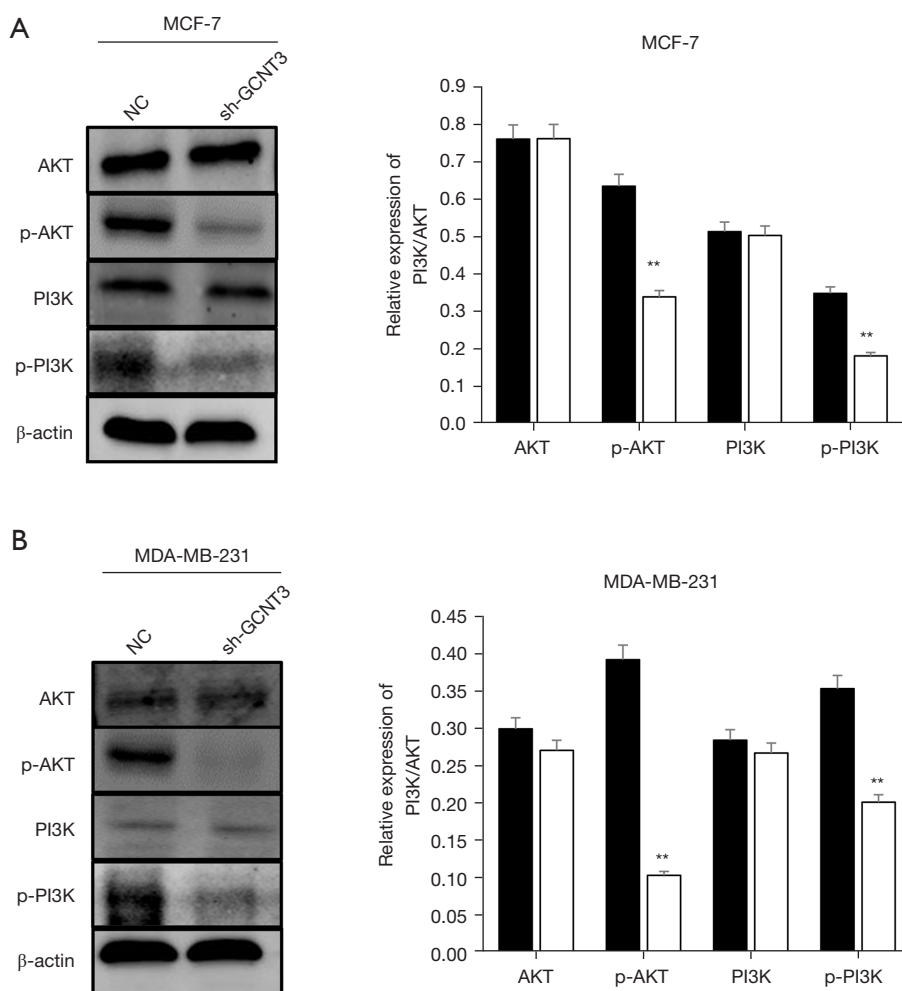 A
MCF-7
NC
sh-GCNT3
AKT
p-AKT
PI3K
p-PI3K
β-actin
MCF-7
Relative expression of
PI3K/AKT
0.9
0.8
0.7
0.6
0.5
0.4
0.3
0.2
0.1
0.0
**
**
AKT
p-AKT
PI3K
p-PI3K
B
MDA-MB-231
NC
sh-GCNT3
AKT
p-AKT
PI3K
p-PI3K
β-actin
MDA-MB-231
Relative expression of
PI3K/AKT
0.45
0.40
0.35
0.30
0.25
0.20
0.15
0.10
0.05
0.00
**
**
AKT
p-AKT
PI3K
p-PI3K